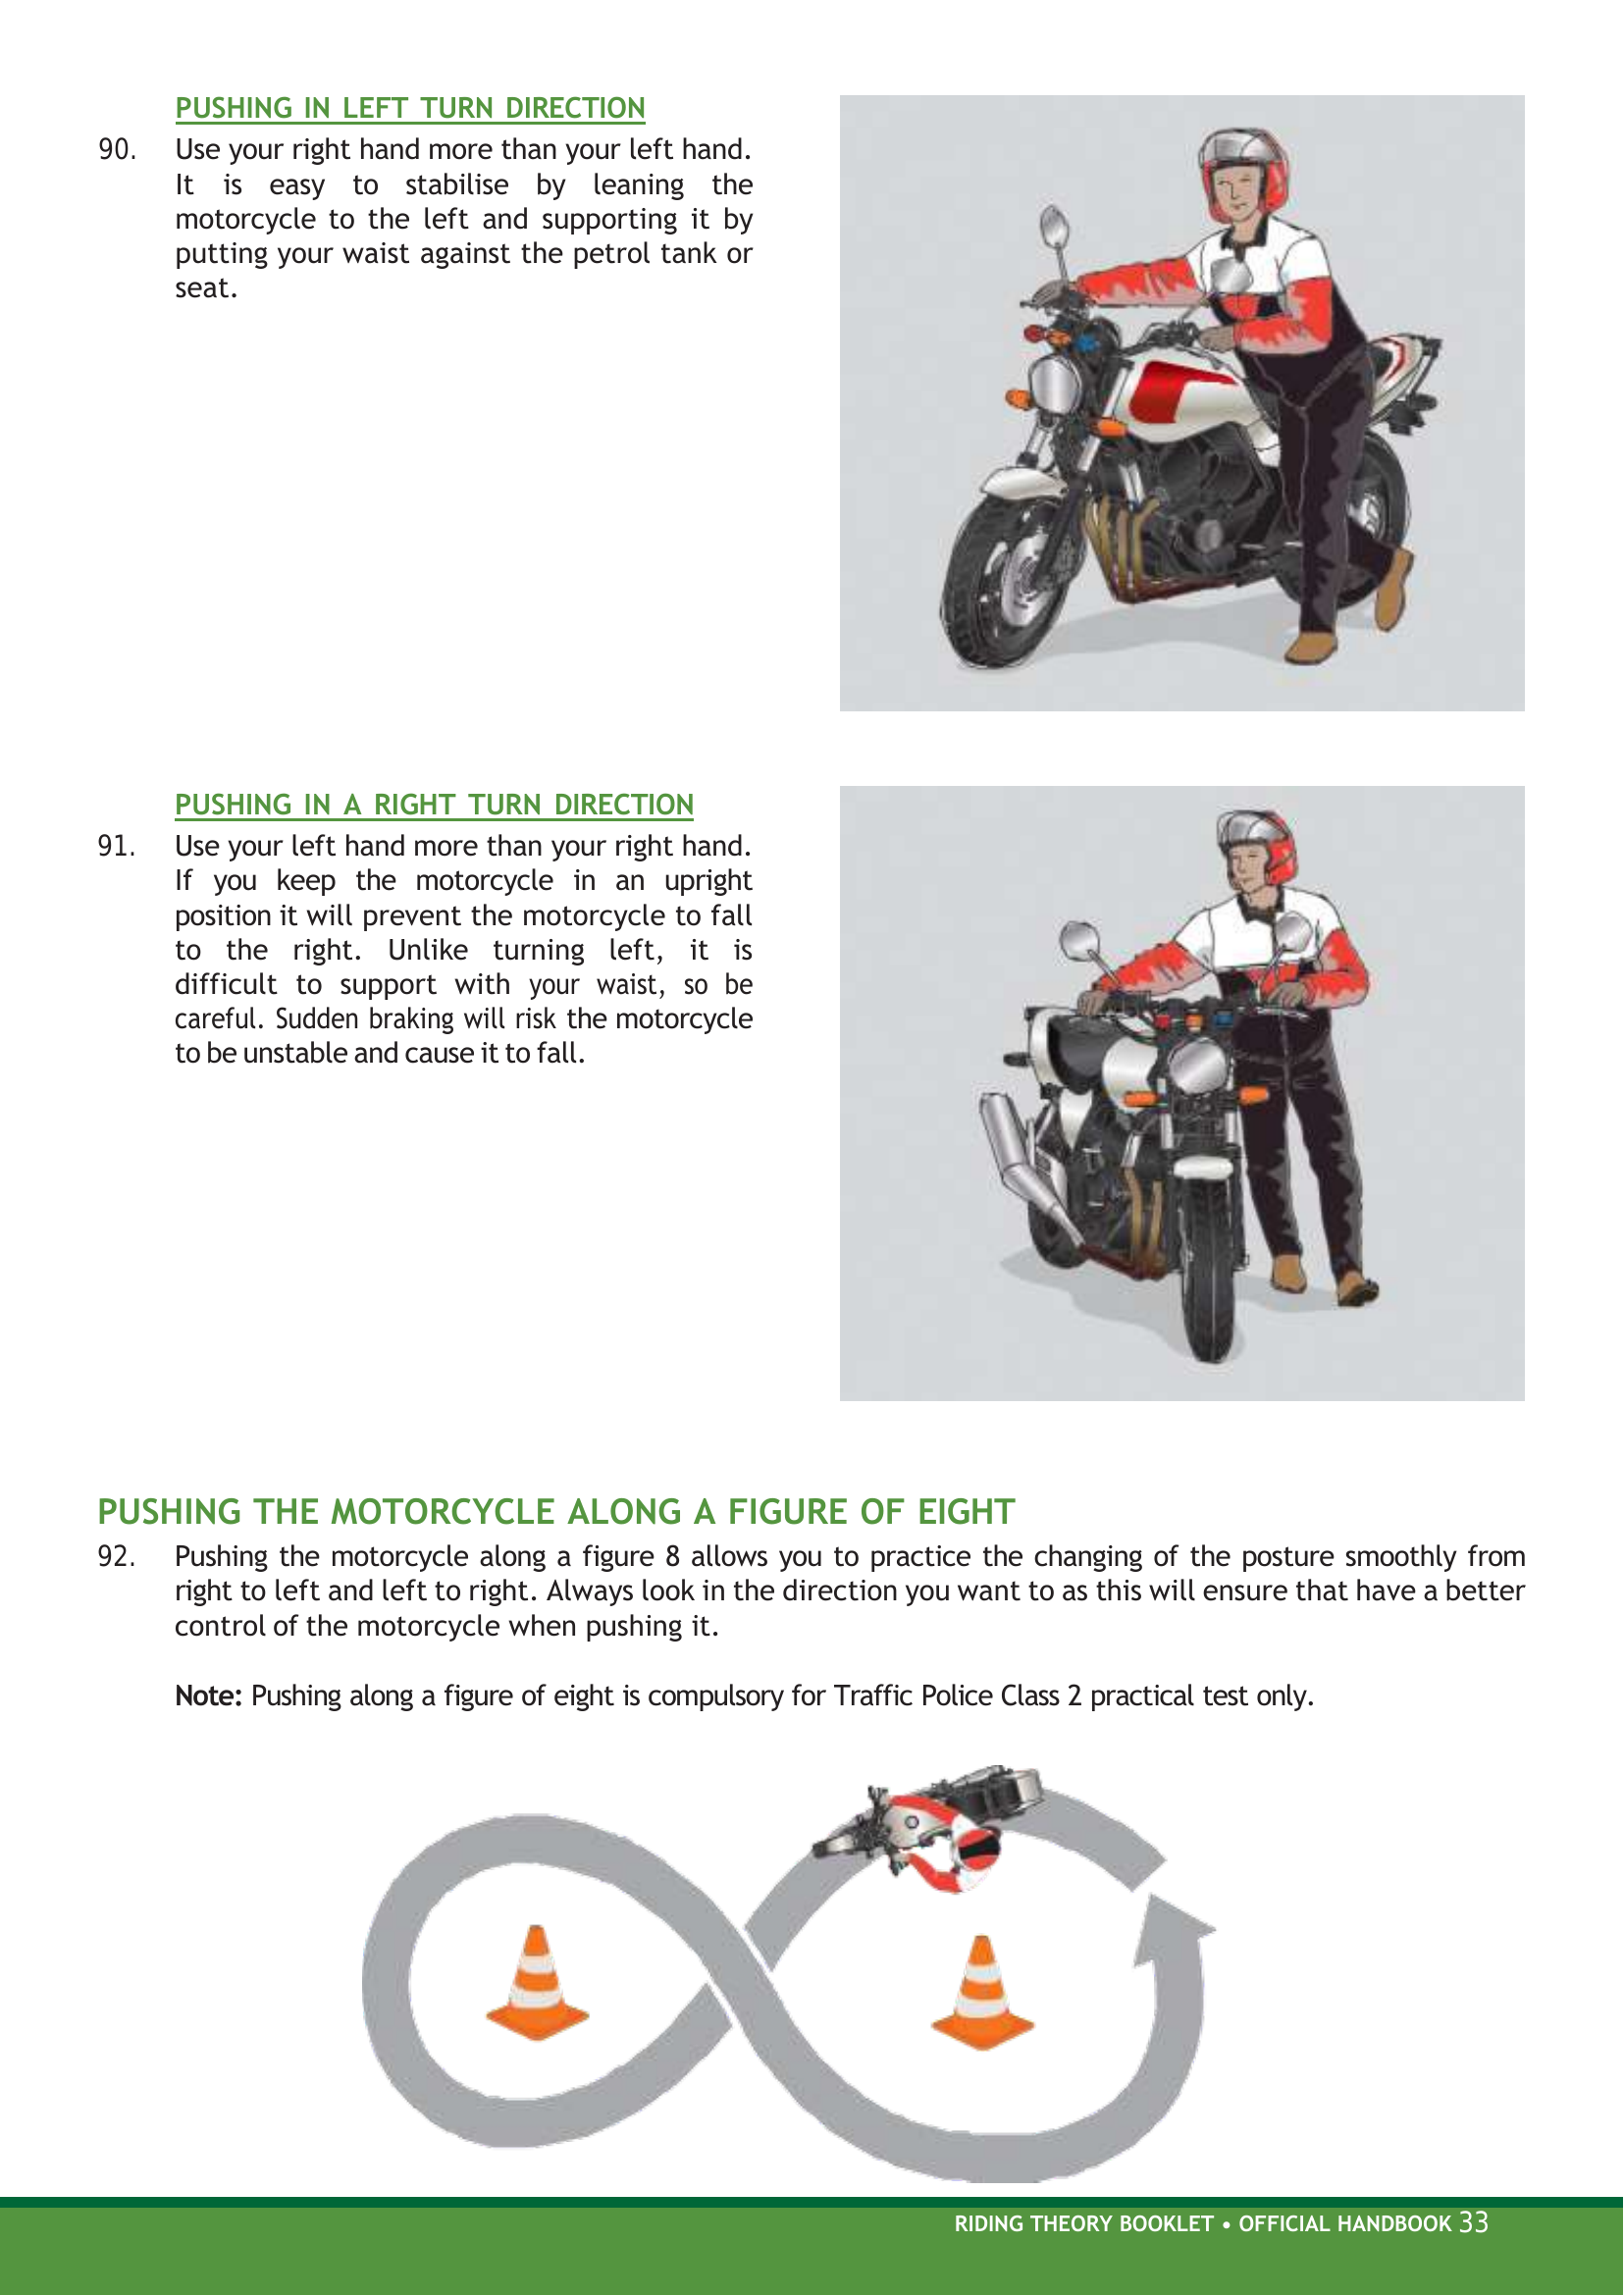 PUSHING IN LEFT TURN DIRECTION
90. Use your right hand more than your left hand.
It is easy to stabilise by leaning the
motorcycle to the left and supporting it by
putting your waist against the petrol tank or
seat.
PUSHING IN A RIGHT TURN DIRECTION
91. Use your left hand more than your right hand.
If you keep the motorcycle in an upright
position it will prevent the motorcycle to fall
to the right. Unlike turning left, it is
difficult to support with your waist, so be
careful. Sudden braking will risk the motorcycle
to be unstable and cause it to fall.
PUSHING THE MOTORCYCLE ALONG A FIGURE OF EIGHT
92. Pushing the motorcycle along a figure 8 allows you to practice the changing of the posture smoothly from
right to left and left to right. Always look in the direction you want to as this will ensure that have a better
control of the motorcycle when pushing it.
Note: Pushing along a figure of eight is compulsory for Traffic Police Class 2 practical test only.
RIDING THEORY BOOKLET • OFFICIAL HANDBOOK 33